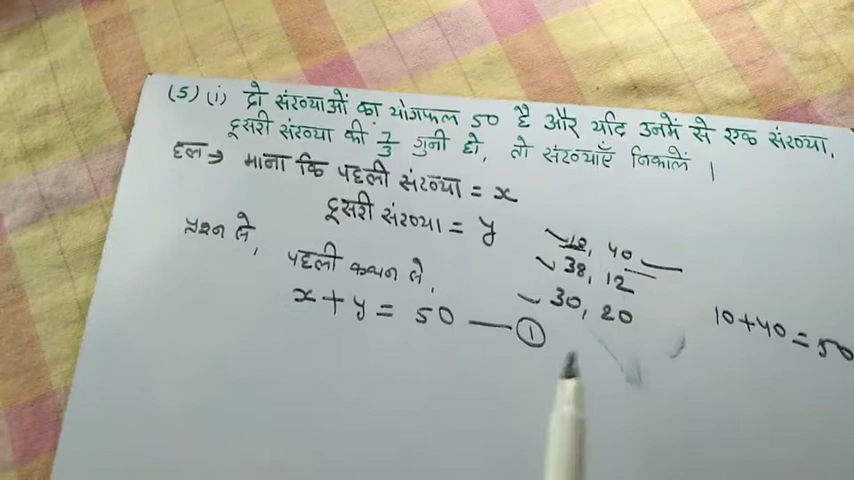 (5) (i) दो संख्याओं का योगफल 50 है और यदि उनमें से एक संख्या,
दूसरी संख्या की 7/3 गुनी हो, तो संख्याएँ निकालें ।
हल→ माना कि पहली संख्या = x
दूसरी संख्या = y
प्रश्न से,
पहली कथन से,
x + y = 50 — ①
10, 40
38, 12
30, 20
10+40=50